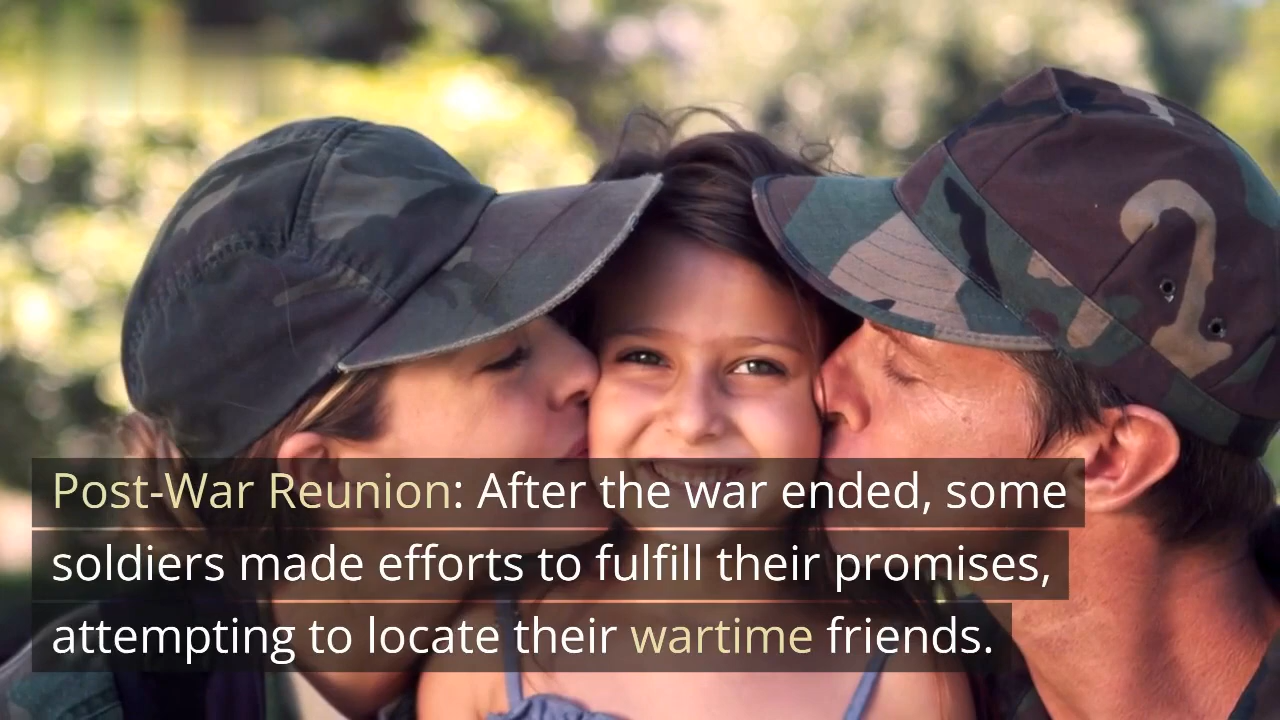 Post-War Reunion: After the war ended, some
soldiers made efforts to fulfill their promises,
attempting to locate their wartime friends.